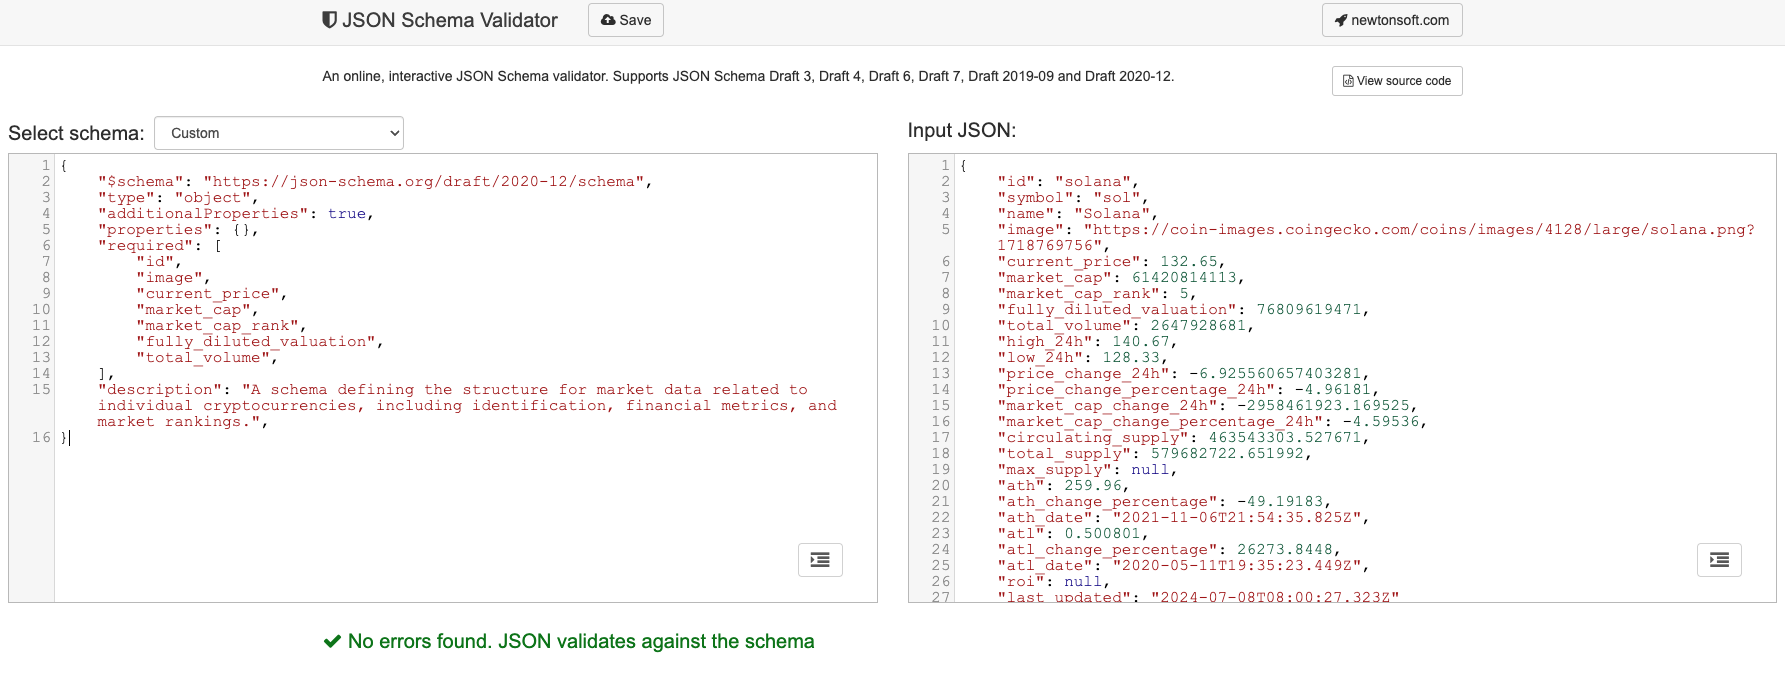 JSON Schema Validator
Save
newtonsoft.com
An online, interactive JSON Schema validator. Supports JSON Schema Draft 3, Draft 4, Draft 6, Draft 7, Draft 2019-09 and Draft 2020-12.
View source code
Select schema:
Custom
1 {
2 "$schema": "https://json-schema.org/draft/2020-12/schema",
3 "type": "object",
4 "additionalProperties": true,
5 "properties": {},
6 "required": [
7 "id",
8 "image",
9 "current_price",
10 "market_cap",
11 "market_cap_rank",
12 "fully_diluted_valuation",
13 "total_volume",
14 ],
15 "description": "A schema defining the structure for market data related to
individual cryptocurrencies, including identification, financial metrics, and
market rankings.",
16 }
Input JSON:
1 {
2 "id": "solana",
3 "symbol": "sol",
4 "name": "Solana",
5 "image": "https://coin-images.coingecko.com/coins/images/4128/large/solana.png?
1718769756",
6 "current_price": 132.65,
7 "market_cap": 61420814113,
8 "market_cap_rank": 5,
9 "fully_diluted_valuation": 76809619471,
10 "total_volume": 2647928681,
11 "high_24h": 140.67,
12 "low_24h": 128.33,
13 "price_change_24h": -6.925560657403281,
14 "price_change_percentage_24h": -4.96181,
15 "market_cap_change_24h": -2958461923.169525,
16 "market_cap_change_percentage_24h": -4.59536,
17 "circulating_supply": 463543303.527671,
18 "total_supply": 579682722.651992,
19 "max_supply": null,
20 "ath": 259.96,
21 "ath_change_percentage": -49.19183,
22 "ath_date": "2021-11-06T21:54:35.825Z",
23 "atl": 0.500801,
24 "atl_change_percentage": 26273.8448,
25 "atl_date": "2020-05-11T19:35:23.449Z",
26 "roi": null,
27 "last_updated": "2024-07-08T08:00:27.323Z"
No errors found. JSON validates against the schema